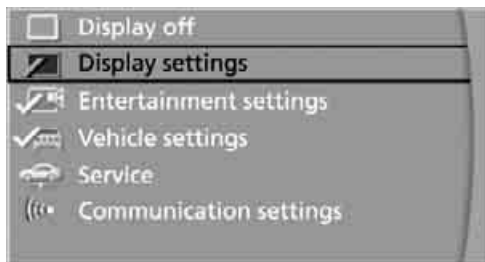 Display off
Display settings
Entertainment settings
Vehicle settings
Service
Communication settings